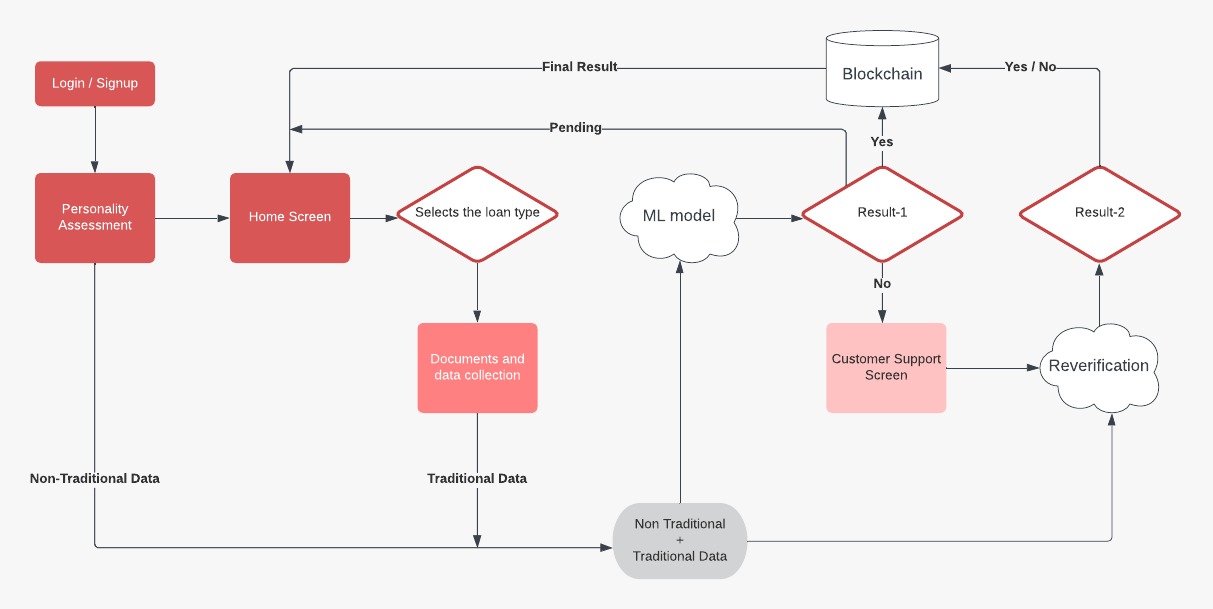 Final Result
Blockchain
Yes / No
Login / Signup
Pending
Yes
Personality
Assessment
Home Screen
Selects the loan type
ML model
Result-1
Result-2
No
Documents and
data collection
Customer Support
Screen
Reverification
Non-Traditional Data
Traditional Data
Non Traditional
+
Traditional Data